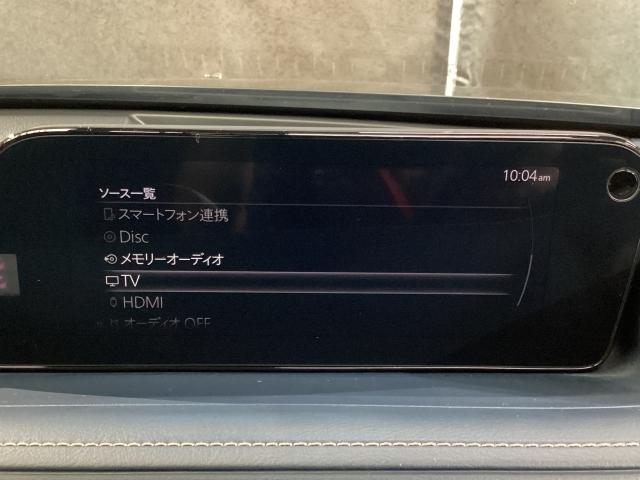 10:04am
ソース一覧
スマートフォン連携
Disc
メモリーオーディオ
TV
HDMI
オーディオ OFF